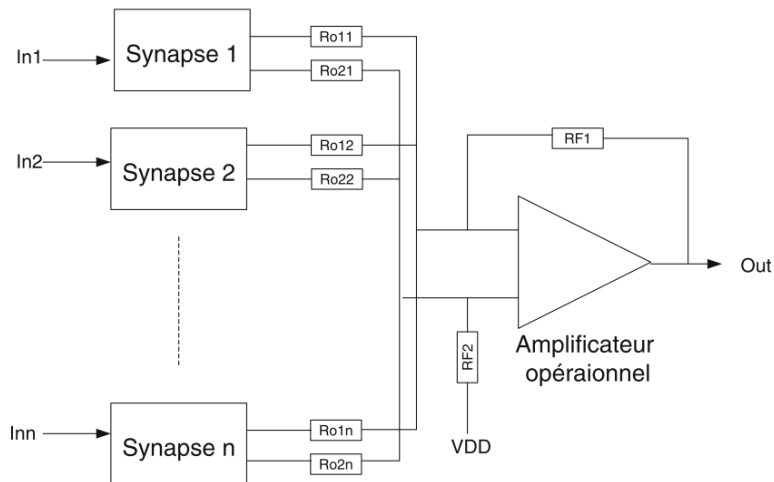 In1
Synapse 1
Ro11
Ro21
In2
Synapse 2
Ro12
Ro22
RF1
Out
Amplificateur
opéraionnel
RF2
VDD
Inn
Synapse n
Ro1n
Ro2n